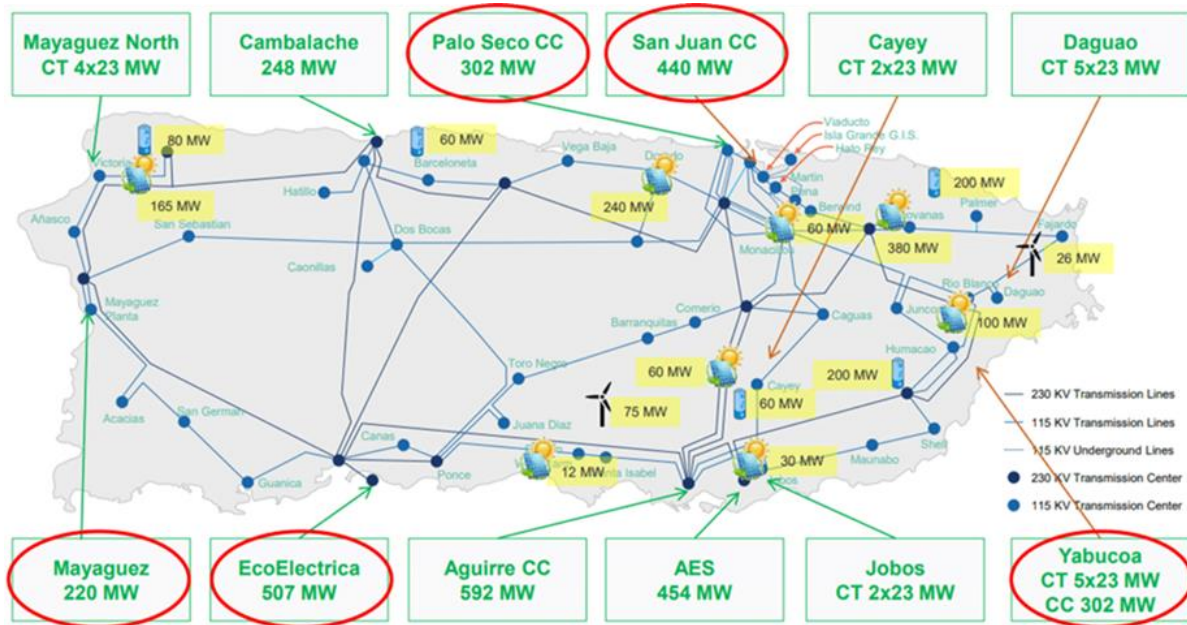 Mayaguez North
CT 4x23 MW
Cambalache
248 MW
Palo Seco CC
302 MW
San Juan CC
440 MW
Cayey
CT 2x23 MW
Daguao
CT 5x23 MW
Viaducto
Isla Grande G.I.S.
Hato Rey
80 MW
60 MW
Vega Baja
Martin
Pena
200 MW
Barceloneta
Hatillo
165 MW
240 MW
Berwind
Palmer
Fajardo
Añasco
San Sebastian
Dos Bocas
60 MW
380 MW
26 MW
Caonillas
Rio Blanco
Daguao
Mayaguez
Planta
Comerio
Barranquitas
Caguas
100 MW
Humacao
Toro Negro
60 MW
Cayey
200 MW
75 MW
60 MW
230 KV Transmission Lines
115 KV Transmission Lines
115 KV Underground Lines
230 KV Transmission Center
115 KV Transmission Center
Acacias
San German
Juana Diaz
Canas
Ponce
Guanica
12 MW
30 MW
Maunabo
Shell
Mayaguez
220 MW
EcoElectrica
507 MW
Aguirre CC
592 MW
AES
454 MW
Jobos
CT 2x23 MW
Yabucoa
CT 5x23 MW
CC 302 MW